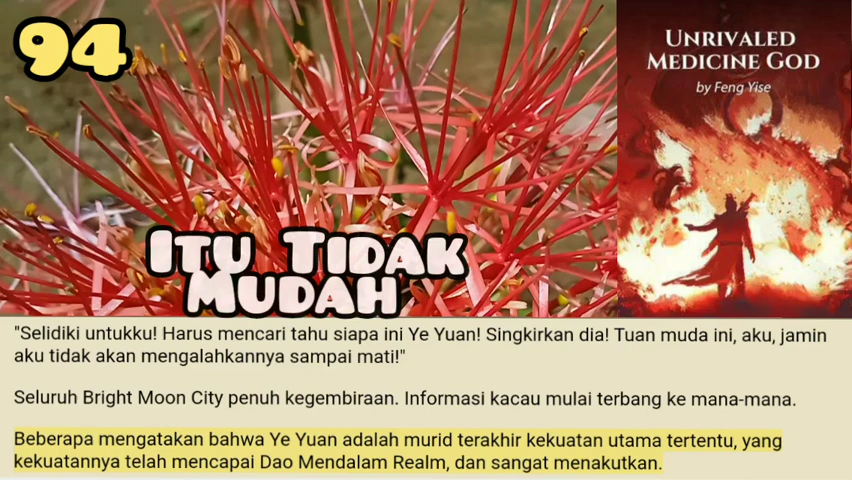 94
UNRIVALED
MEDICINE GOD
by Feng Yise
ITU TIDAK
MUDAH
"Selidiki untukku! Harus mencari tahu siapa ini Ye Yuan! Singkirkan dia! Tuan muda ini, aku, jamin
aku tidak akan mengalahkannya sampai mati!"
Seluruh Bright Moon City penuh kegembiraan. Informasi kacau mulai terbang ke mana-mana.
Beberapa mengatakan bahwa Ye Yuan adalah murid terakhir kekuatan utama tertentu, yang
kekuatannya telah mencapai Dao Mendalam Realm, dan sangat menakutkan.